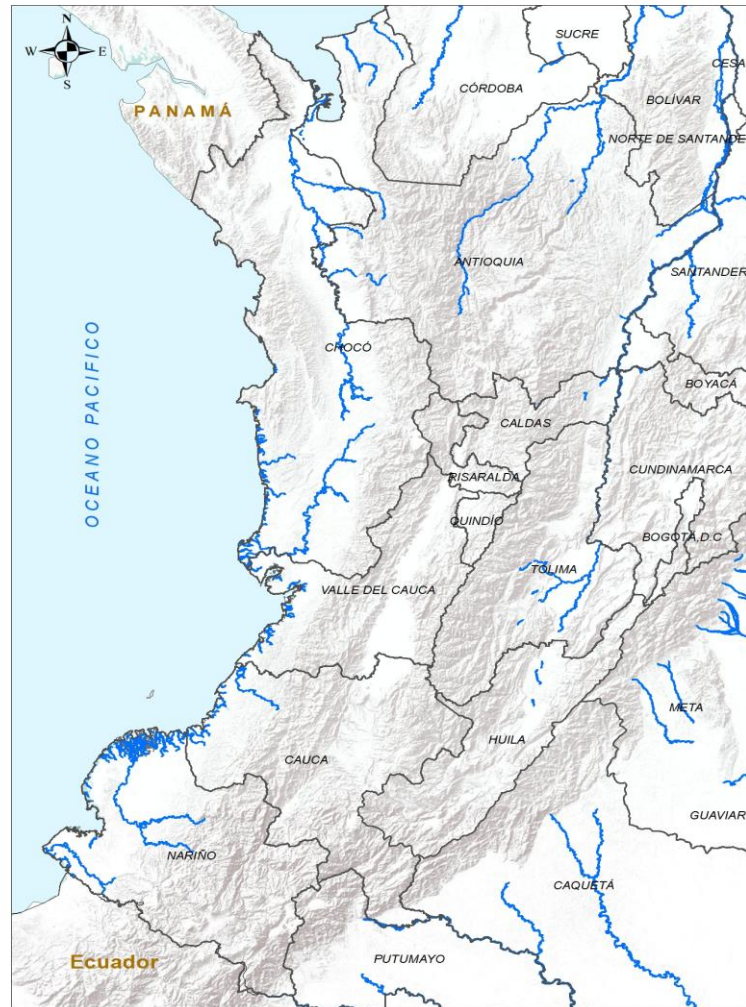 N
W E
S
SUCRE
CESA
CÓRDOBA
BOLÍVAR
PANAMÁ
NORTE DE SANTANDE
ANTIOQUIA
SANTANDER
OCEANO PACIFICO
CHOCÓ
BOYACÁ
CALDAS
CUNDINAMARCA
RISARALDA
QUINDÍO
BOGOTÁ,D.C
TOLIMA
VALLE DEL CAUCA
META
HUILA
CAUCA
GUAVIAR
NARIÑO
CAQUETÁ
Ecuador
PUTUMAYO